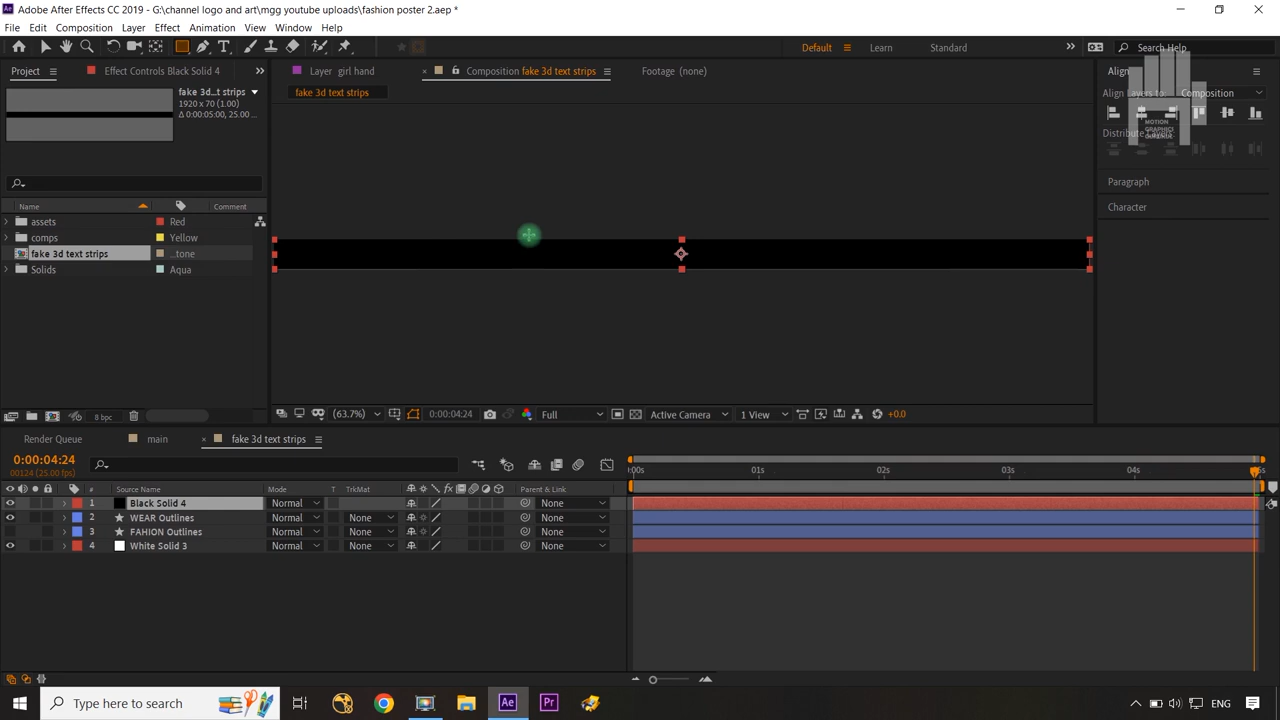 Adobe After Effects CC 2019 - G:\channel logo and art\mgg youtube uploads\fashion poster 2.aep *
File Edit Composition Layer Effect Animation View Window Help
Default Learn Standard Search Help
Project Effect Controls Black Solid 4 Layer girl hand Composition fake 3d text strips Footage (none) Align
fake 3d text strips
fake 3d...t strips
1920 x 70 (1.00)
Δ 0:00:05:00, 25.00 ...
Align Layers to: Composition
MOTION
GRAPHICS
Distribute Layers:
Paragraph
Character
Name Comment
assets Red
comps Yellow
fake 3d text strips ...tone
Solids Aqua
8 bpc
(63.7%) 0:00:04:24 Full Active Camera 1 View +0.0
Render Queue main fake 3d text strips
0:00:04:24
00124 (25.00 fps)
:00s 01s 02s 03s 04s
# Source Name Mode T TrkMat Parent & Link
1 Black Solid 4 Normal None
2 WEAR Outlines Normal None None
3 FAHION Outlines Normal None None
4 White Solid 3 Normal None None
Type here to search
Ae Pr
ENG